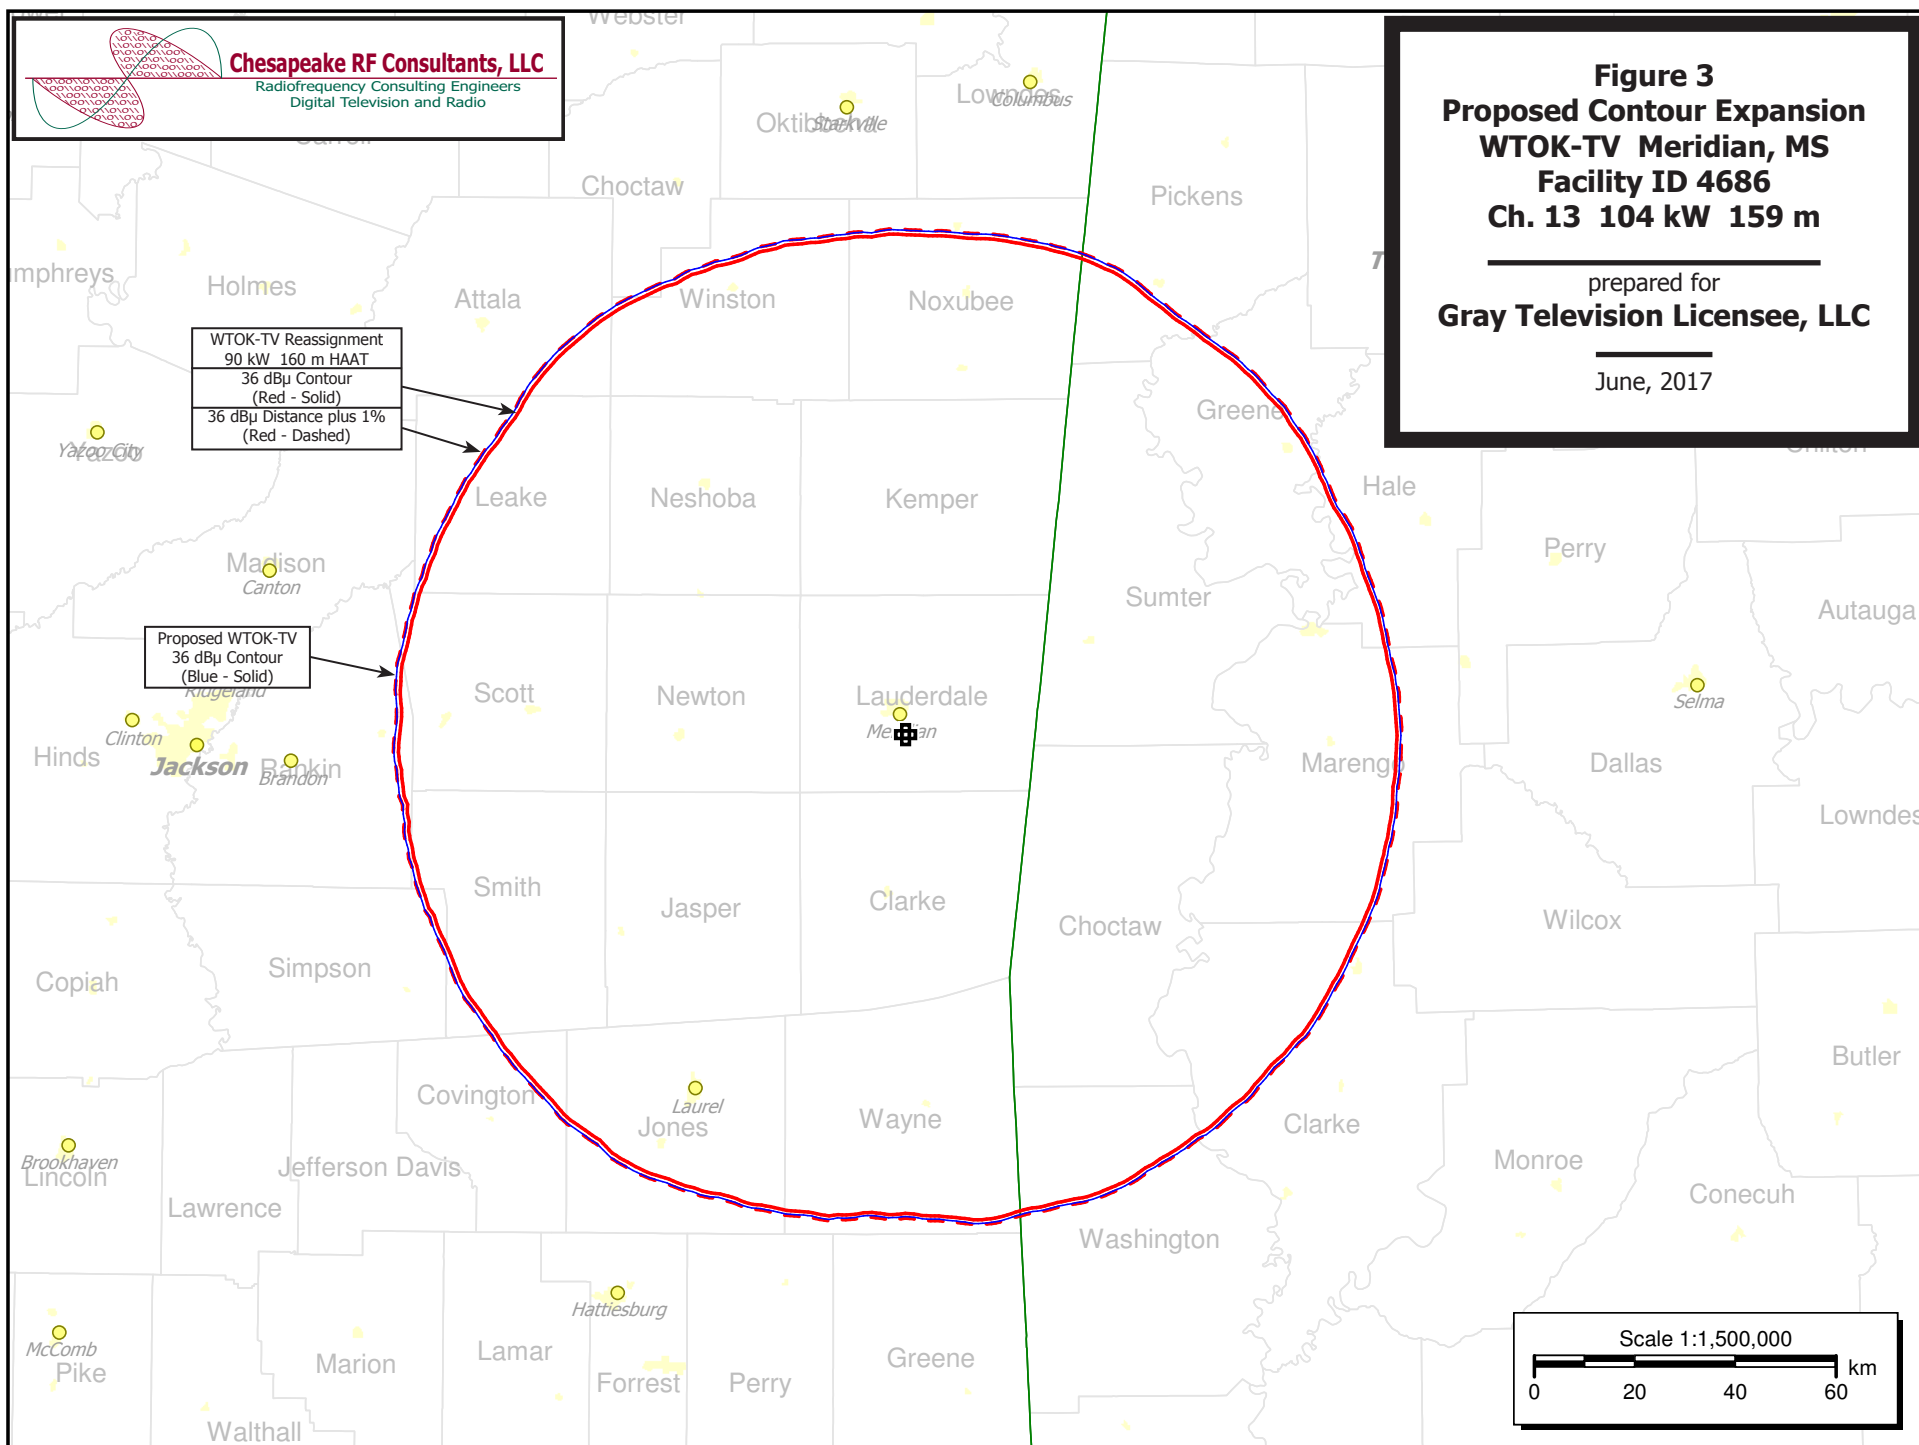 Chesapeake RF Consultants, LLC
Radiofrequency Consulting Engineers
Digital Television and Radio
Figure 3
Proposed Contour Expansion
WTOK-TV Meridian, MS
Facility ID 4686
Ch. 13 104 kW 159 m
prepared for
Gray Television Licensee, LLC
June, 2017
WTOK-TV Reassignment
90 kW 160 m HAAT
36 dBµ Contour
(Red - Solid)
36 dBµ Distance plus 1%
(Red - Dashed)
Proposed WTOK-TV
36 dBµ Contour
(Blue - Solid)
Webster
Lowndes
Columbus
Oktibbeha
Starkville
Carroll
Choctaw
Pickens
umphreys
Holmes
Attala
Winston
Noxubee
T
Greene
Yazoo City
Yazoo
Chilton
Leake
Neshoba
Kemper
Hale
Perry
Madison
Canton
Sumter
Autauga
Ridgeland
Scott
Newton
Lauderdale
Meridian
Selma
Clinton
Hinds
Jackson
Rankin
Brandon
Marengo
Dallas
Lowndes
Smith
Jasper
Clarke
Choctaw
Wilcox
Copiah
Simpson
Butler
Covington
Laurel
Jones
Wayne
Clarke
Brookhaven
Lincoln
Jefferson Davis
Monroe
Lawrence
Conecuh
Washington
Hattiesburg
McComb
Pike
Marion
Lamar
Forrest
Perry
Greene
Walthall
Scale 1:1,500,000
km
0 20 40 60